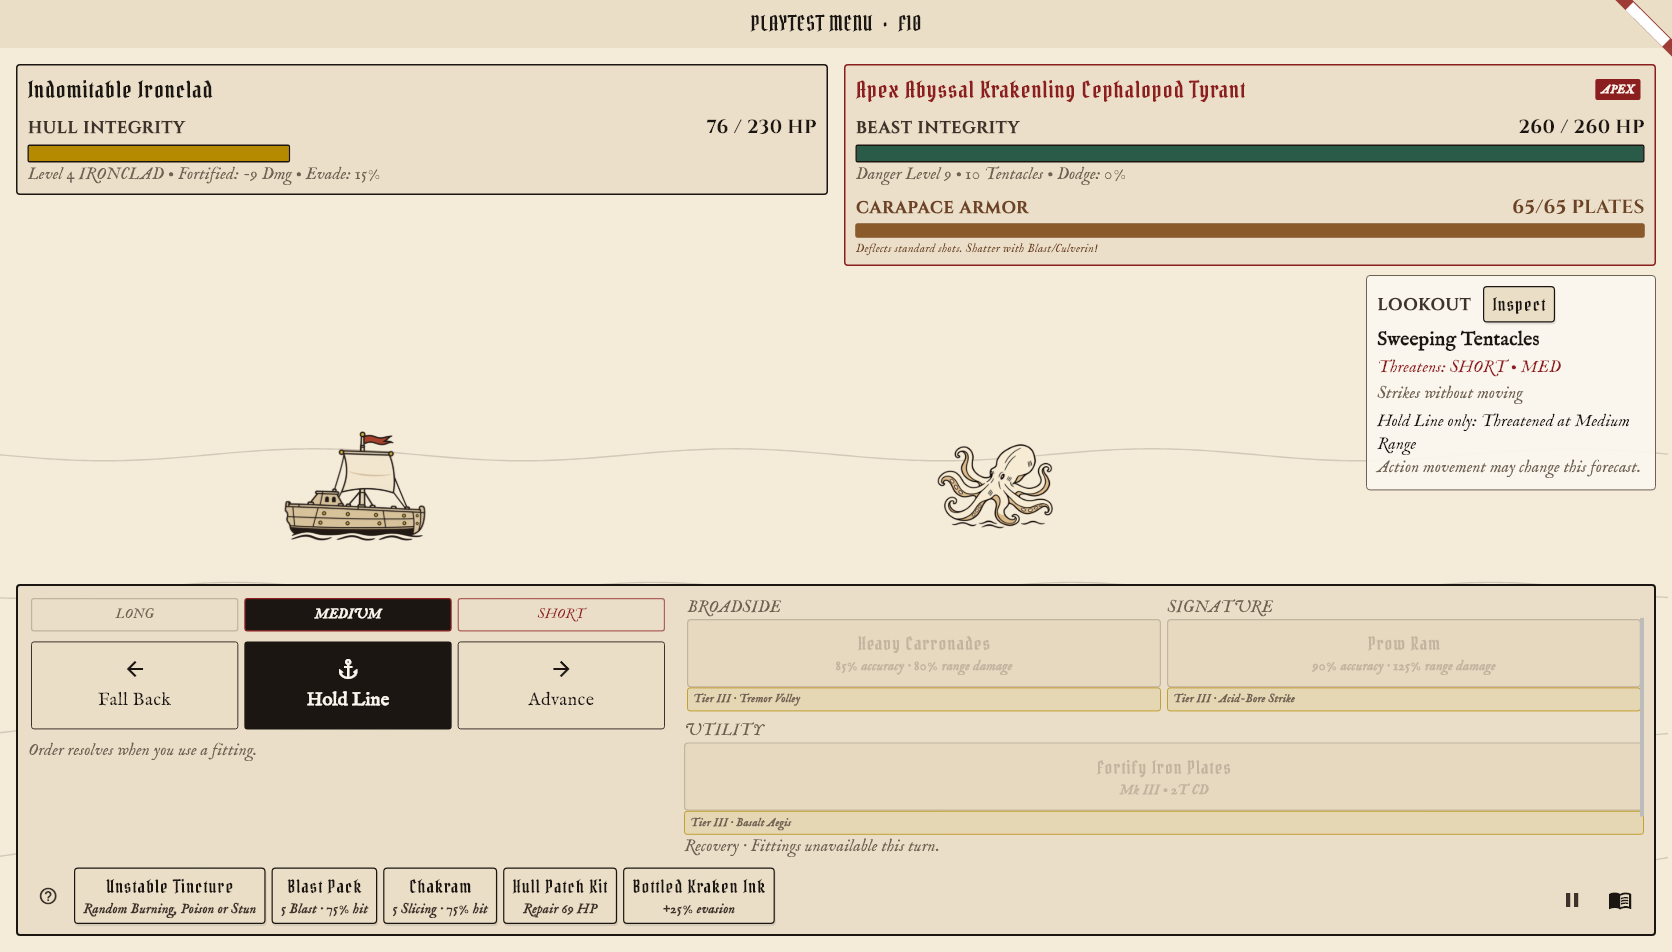 PLAYTEST MENU · F10
Indomitable Ironclad
HULL INTEGRITY 76 / 230 HP
Level 4 IRONCLAD • Fortified: -9 Dmg • Evade: 15%
Apex Abyssal Krakenling Cephalopod Tyrant APEX
BEAST INTEGRITY 260 / 260 HP
Danger Level 9 • 10 Tentacles • Dodge: 0%
CARAPACE ARMOR 65/65 PLATES
Deflects standard shots. Shatter with Blast/Culverin!
LOOKOUT Inspect
Sweeping Tentacles
Threatens: SHORT • MED
Strikes without moving
Hold Line only: Threatened at Medium
Range
Action movement may change this forecast.
LONG MEDIUM SHORT
Fall Back Hold Line Advance
Order resolves when you use a fitting.
BROADSIDE SIGNATURE
Heavy Carronades
85% accuracy · 80% range damage
Tier III · Tremor Volley
Prow Ram
90% accuracy · 125% range damage
Tier III · Acid-Bore Strike
UTILITY
Fortify Iron Plates
Mk III • 2T CD
Tier III · Basalt Aegis
Recovery · Fittings unavailable this turn.
Unstable Tincture
Random Burning, Poison or Stun
Blast Pack
5 Blast · 75% hit
Chakram
5 Slicing · 75% hit
Hull Patch Kit
Repair 69 HP
Bottled Kraken Ink
+25% evasion